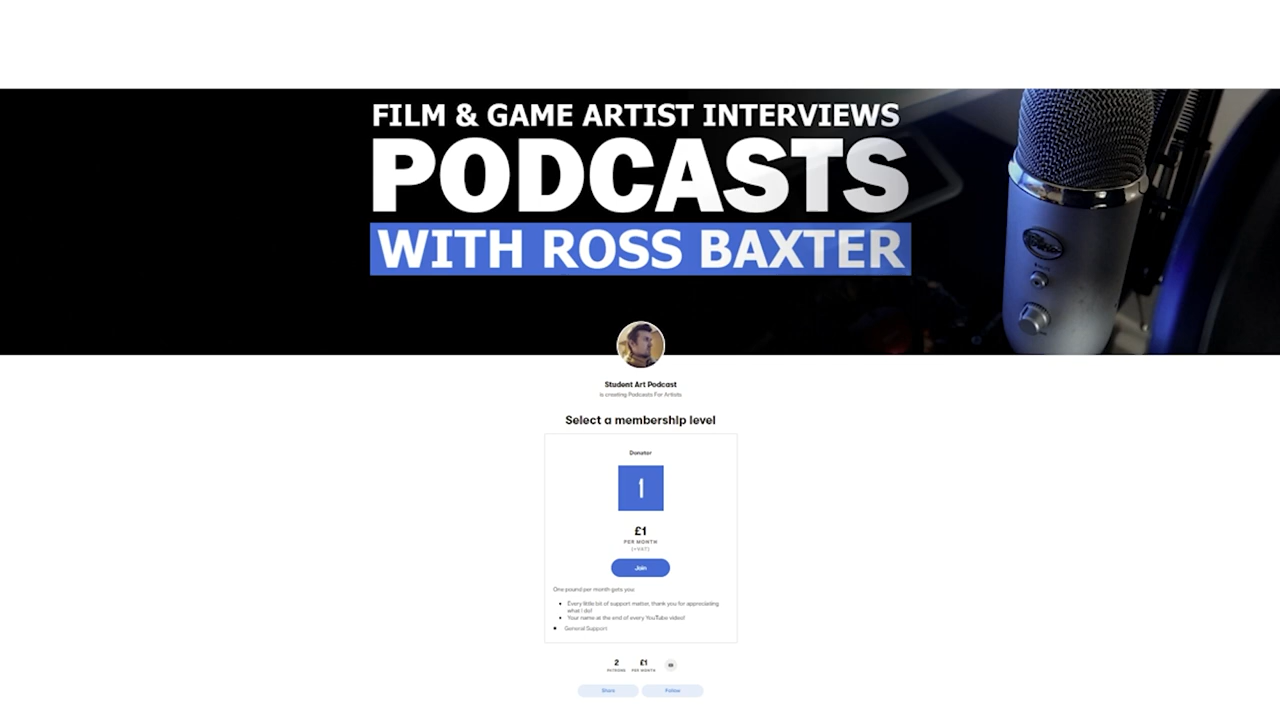 FILM & GAME ARTIST INTERVIEWS
PODCASTS
WITH ROSS BAXTER
Student Art Podcast
is creating Podcasts For Artists
Select a membership level
Donator
1
£1
PER MONTH
(+VAT)
Join
One pound per month gets you:
Every little bit of support matter, thank you for appreciating
what I do!
Your name at the end of every YouTube video!
General Support
2 £1
PATRONS PER MONTH
Share Follow